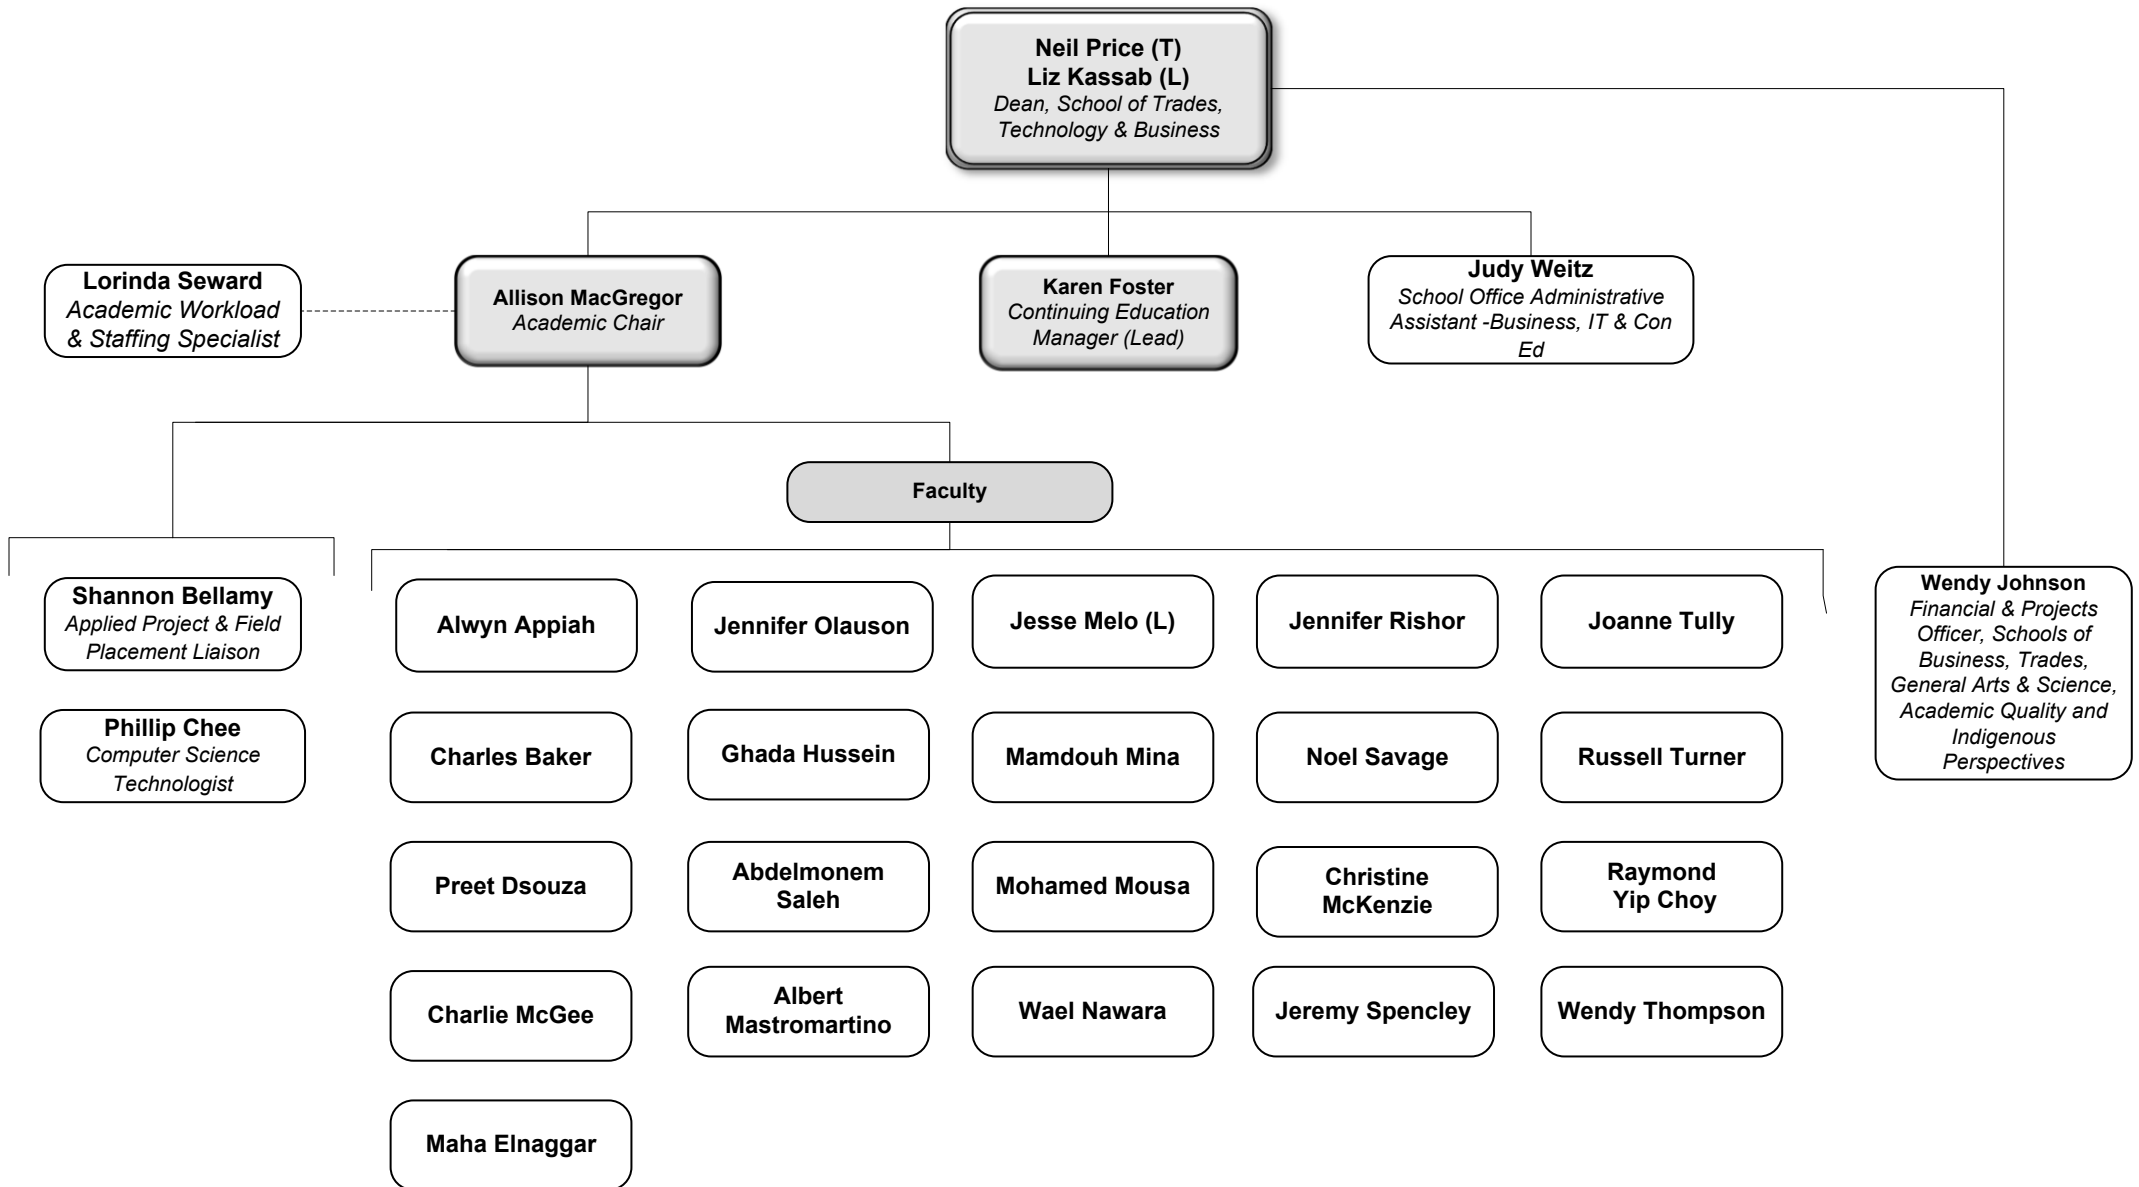 Neil Price (T)
Liz Kassab (L)
Dean, School of Trades,
Technology & Business
Lorinda Seward
Academic Workload
& Staffing Specialist
Allison MacGregor
Academic Chair
Karen Foster
Continuing Education
Manager (Lead)
Judy Weitz
School Office Administrative
Assistant -Business, IT & Con
Ed
Faculty
Shannon Bellamy
Applied Project & Field
Placement Liaison
Phillip Chee
Computer Science
Technologist
Alwyn Appiah
Jennifer Olauson
Jesse Melo (L)
Jennifer Rishor
Joanne Tully
Charles Baker
Ghada Hussein
Mamdouh Mina
Noel Savage
Russell Turner
Preet Dsouza
Abdelmonem
Saleh
Mohamed Mousa
Christine
McKenzie
Raymond
Yip Choy
Charlie McGee
Albert
Mastromartino
Wael Nawara
Jeremy Spencley
Wendy Thompson
Maha Elnaggar
Wendy Johnson
Financial & Projects
Officer, Schools of
Business, Trades,
General Arts & Science,
Academic Quality and
Indigenous
Perspectives